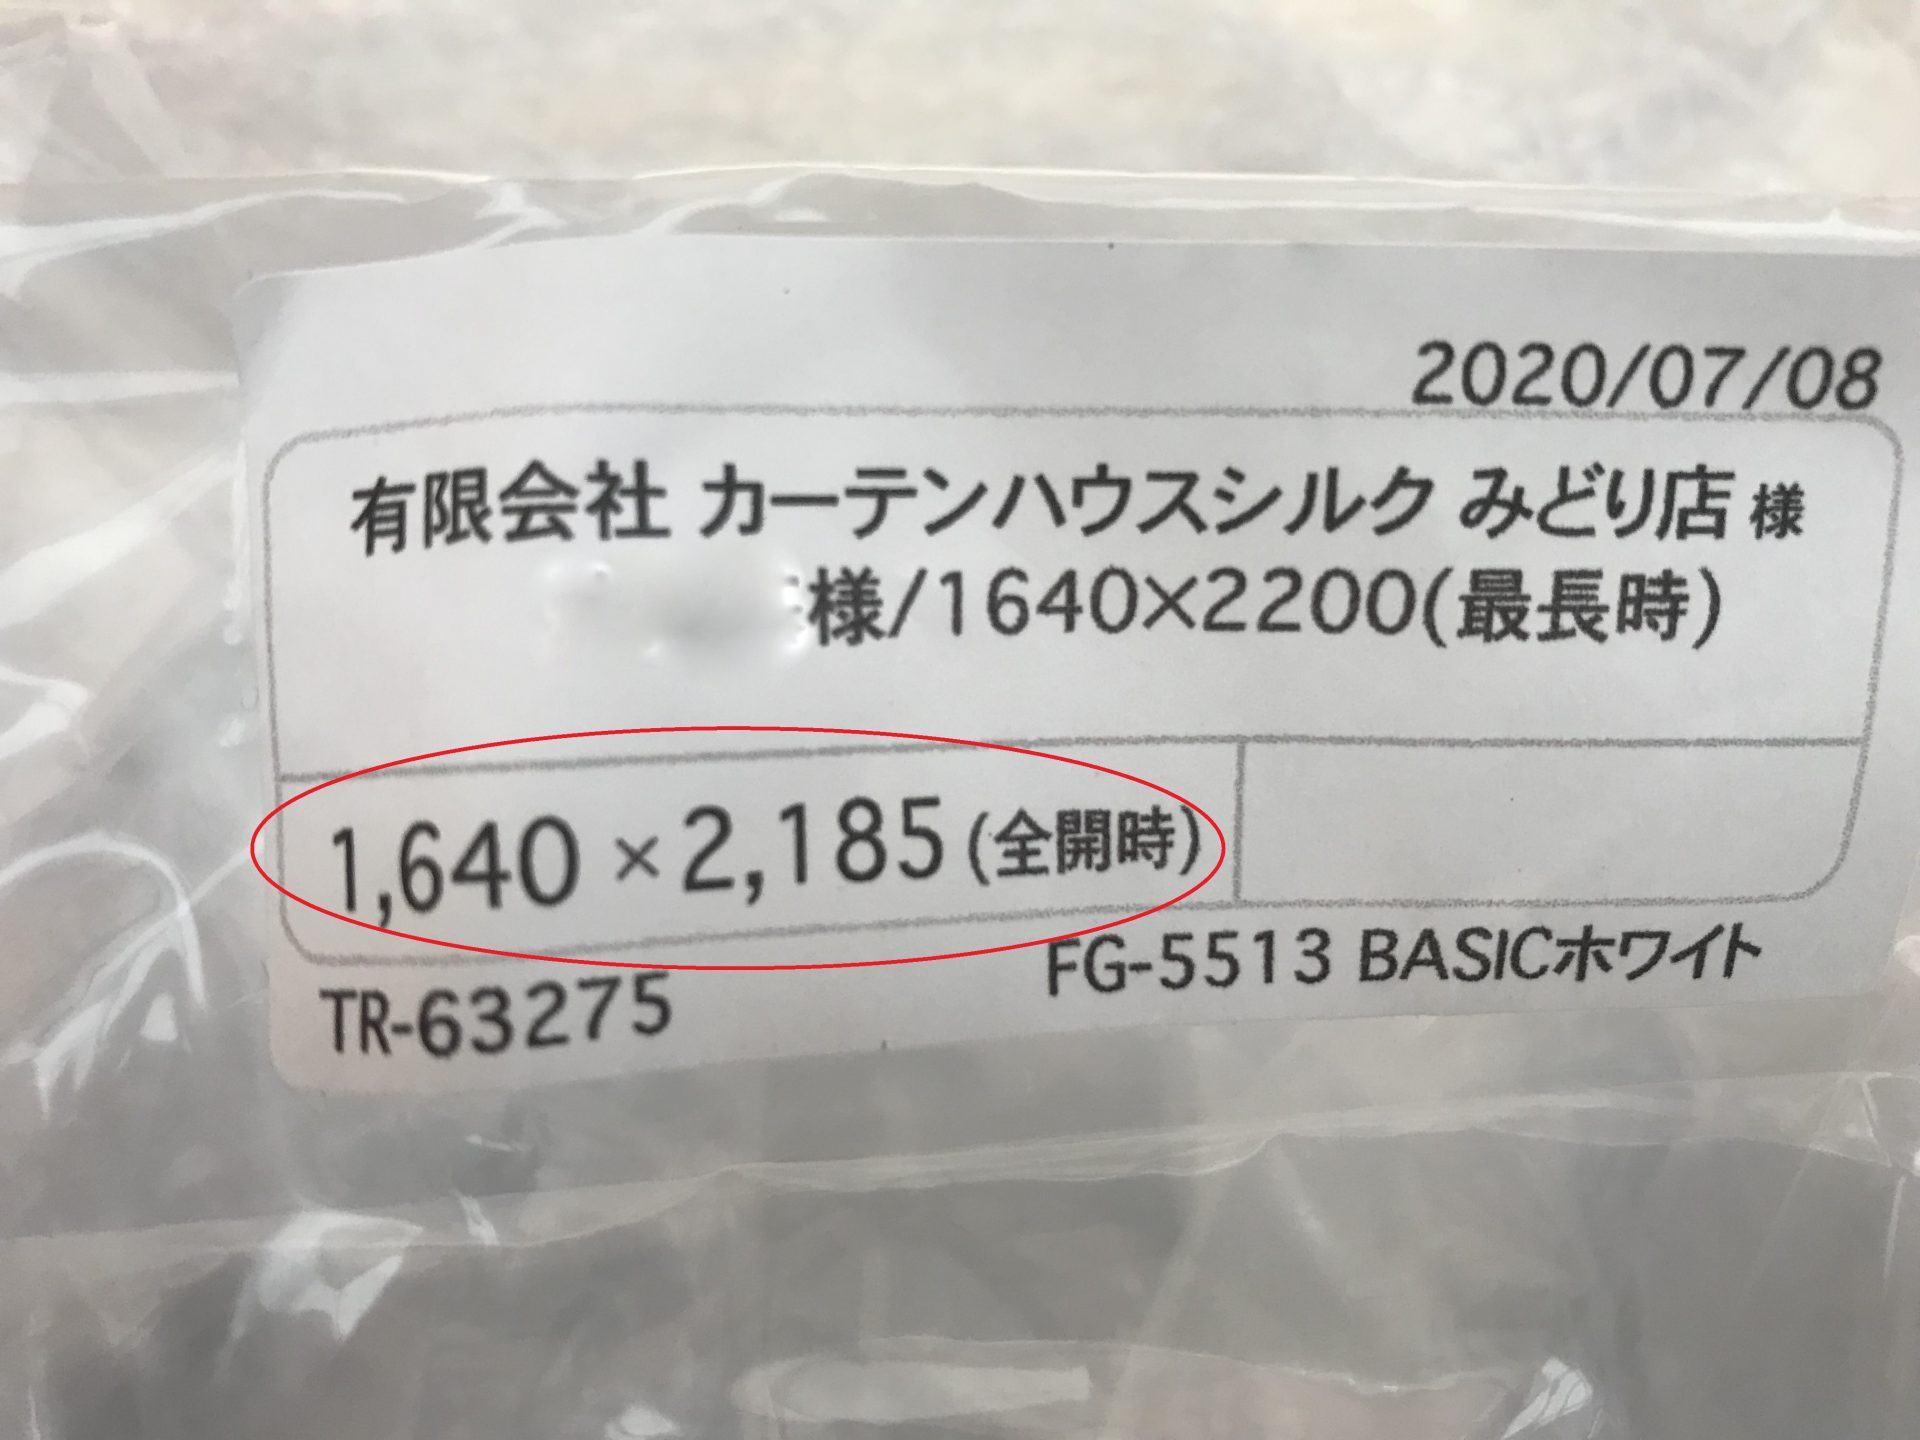 2020/07/08
有限会社 カーテンハウスシルク みどり店 様
様/1640×2200(最長時)
1,640 × 2,185 (全開時)
FG-5513 BASICホワイト
TR-63275